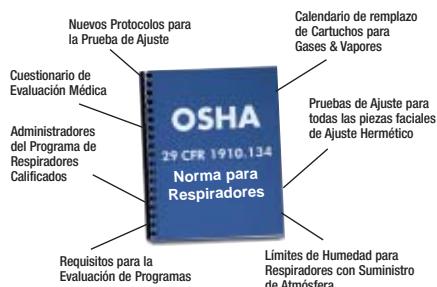 Nuevos Protocolos para
la Prueba de Ajuste
Calendario de remplazo
de Cartuchos para
Gases & Vapores
Cuestionario de
Evaluación Médica
Pruebas de Ajuste para
todas las piezas faciales
de Ajuste Hermético
Administradores
del Programa de
Respiradores
Calificados
OSHA
29 CFR 1910.134
Norma para
Respiradores
Requisitos para la
Evaluación de Programas
Límites de Humedad para
Respiradores con Suministro
de Atmósfera